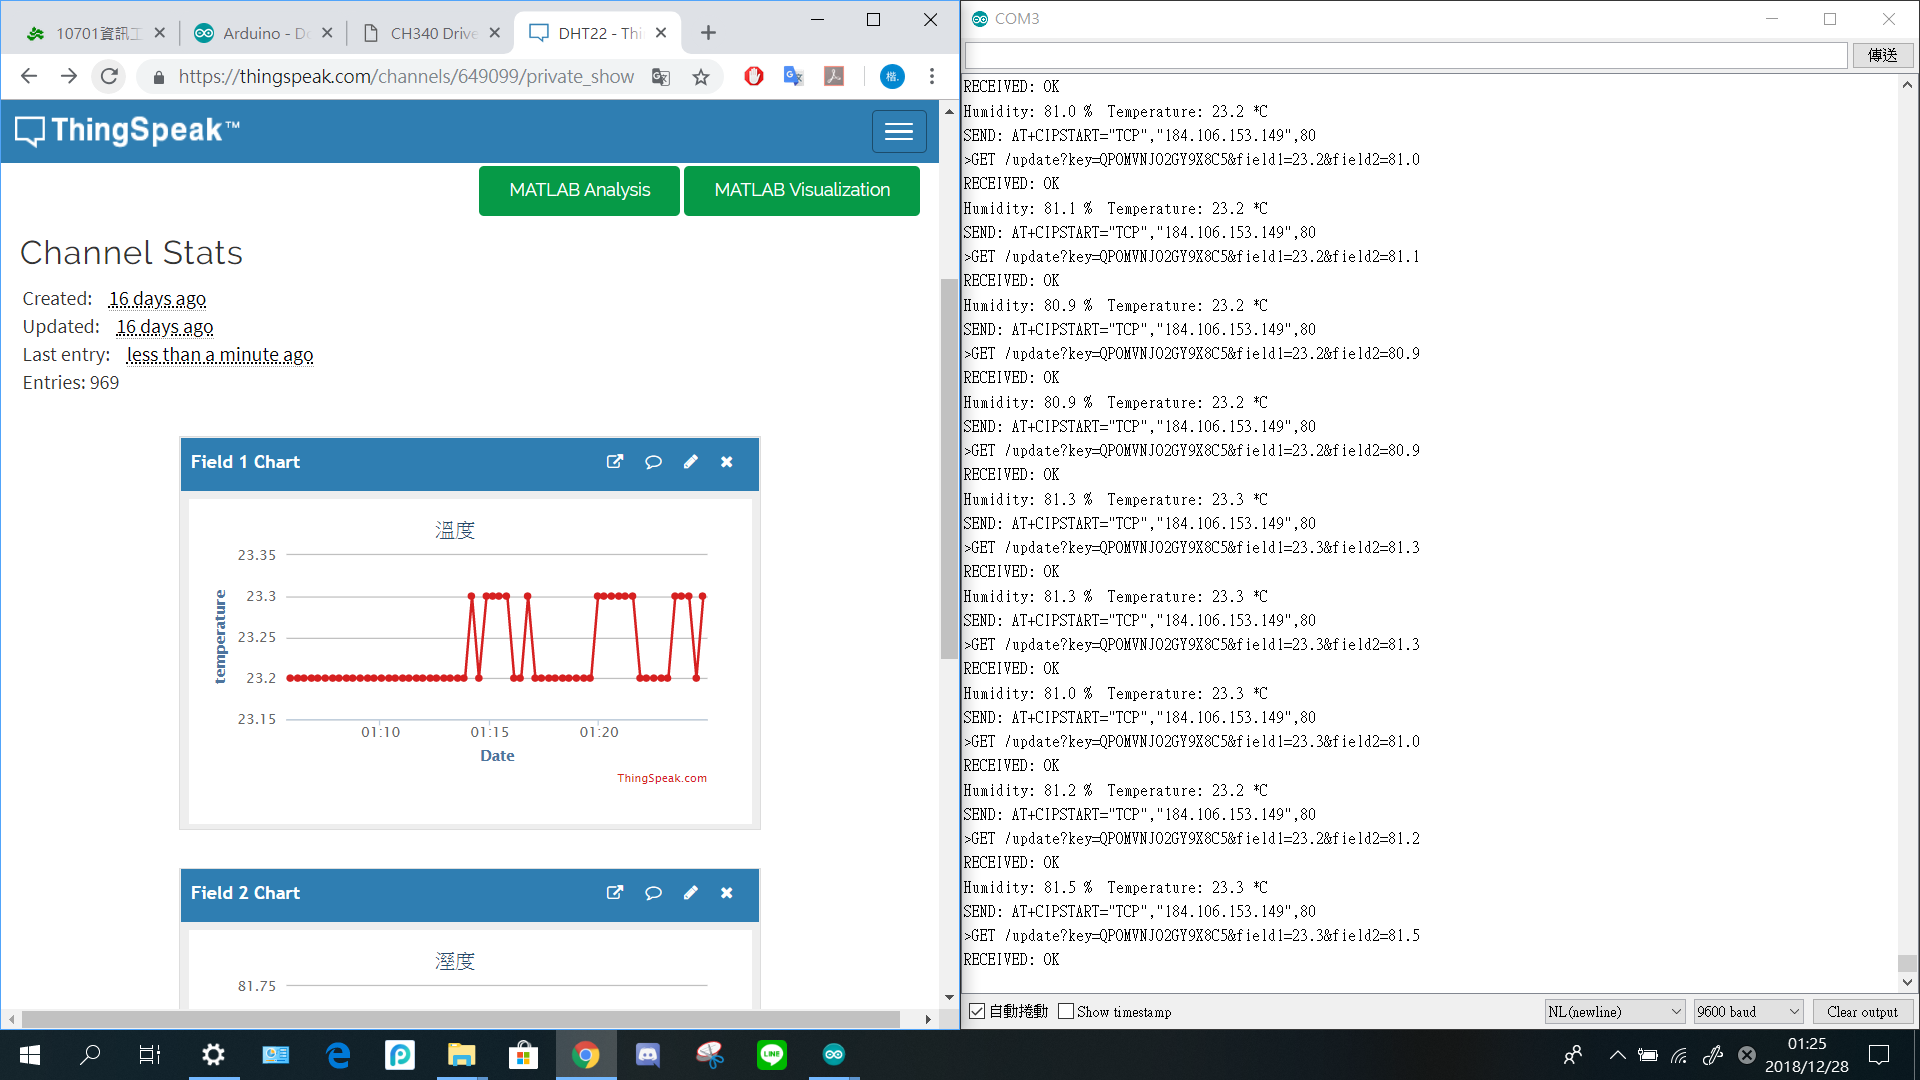 10701資訊工
Arduino - Do
CH340 Drive
DHT22 - Thi
https://thingspeak.com/channels/649099/private_show
楷.
ThingSpeak™
MATLAB Analysis
MATLAB Visualization
Channel Stats
Created: 16 days ago
Updated: 16 days ago
Last entry: less than a minute ago
Entries: 969
Field 1 Chart
溫度
23.35
23.3
23.25
23.2
23.15
temperature
01:10
01:15
01:20
Date
ThingSpeak.com
Field 2 Chart
溼度
81.75
COM3
傳送
RECEIVED: OK
Humidity: 81.0 % Temperature: 23.2 *C
SEND: AT+CIPSTART="TCP","184.106.153.149",80
>GET /update?key=QPOMVNJO2GY9X8C5&field1=23.2&field2=81.0
RECEIVED: OK
Humidity: 81.1 % Temperature: 23.2 *C
SEND: AT+CIPSTART="TCP","184.106.153.149",80
>GET /update?key=QPOMVNJO2GY9X8C5&field1=23.2&field2=81.1
RECEIVED: OK
Humidity: 80.9 % Temperature: 23.2 *C
SEND: AT+CIPSTART="TCP","184.106.153.149",80
>GET /update?key=QPOMVNJO2GY9X8C5&field1=23.2&field2=80.9
RECEIVED: OK
Humidity: 80.9 % Temperature: 23.2 *C
SEND: AT+CIPSTART="TCP","184.106.153.149",80
>GET /update?key=QPOMVNJO2GY9X8C5&field1=23.2&field2=80.9
RECEIVED: OK
Humidity: 81.3 % Temperature: 23.3 *C
SEND: AT+CIPSTART="TCP","184.106.153.149",80
>GET /update?key=QPOMVNJO2GY9X8C5&field1=23.3&field2=81.3
RECEIVED: OK
Humidity: 81.3 % Temperature: 23.3 *C
SEND: AT+CIPSTART="TCP","184.106.153.149",80
>GET /update?key=QPOMVNJO2GY9X8C5&field1=23.3&field2=81.3
RECEIVED: OK
Humidity: 81.0 % Temperature: 23.3 *C
SEND: AT+CIPSTART="TCP","184.106.153.149",80
>GET /update?key=QPOMVNJO2GY9X8C5&field1=23.3&field2=81.0
RECEIVED: OK
Humidity: 81.2 % Temperature: 23.2 *C
SEND: AT+CIPSTART="TCP","184.106.153.149",80
>GET /update?key=QPOMVNJO2GY9X8C5&field1=23.2&field2=81.2
RECEIVED: OK
Humidity: 81.5 % Temperature: 23.3 *C
SEND: AT+CIPSTART="TCP","184.106.153.149",80
>GET /update?key=QPOMVNJO2GY9X8C5&field1=23.3&field2=81.5
RECEIVED: OK
自動捲動
Show timestamp
NL(newline)
9600 baud
Clear output
LINE
01:25
2018/12/28